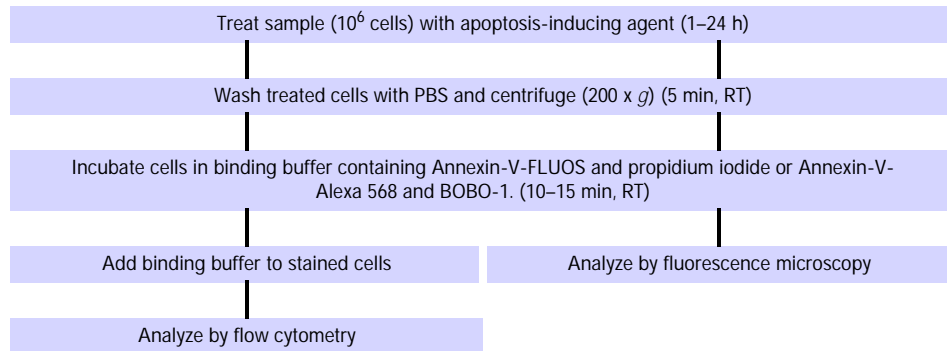 Treat sample (10⁶ cells) with apoptosis-inducing agent (1–24 h)
Wash treated cells with PBS and centrifuge (200 x g) (5 min, RT)
Incubate cells in binding buffer containing Annexin-V-FLUOS and propidium iodide or Annexin-V-
Alexa 568 and BOBO-1. (10–15 min, RT)
Add binding buffer to stained cells
Analyze by fluorescence microscopy
Analyze by flow cytometry